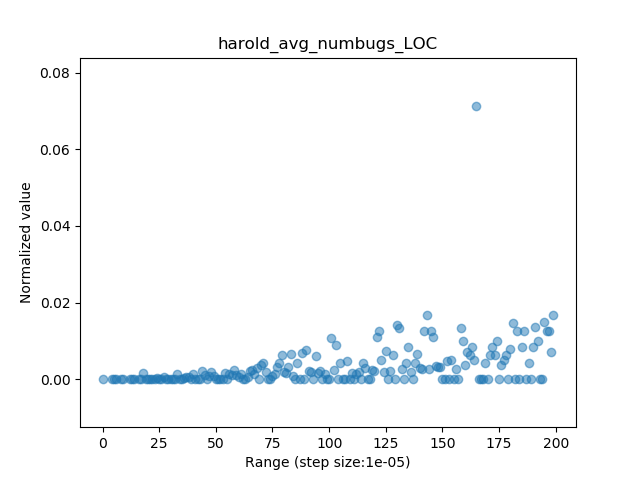 harold_avg_numbugs_LOC
0.08
0.06
0.04
0.02
0.00
Normalized value
0 25 50 75 100 125 150 175 200
Range (step size:1e-05)